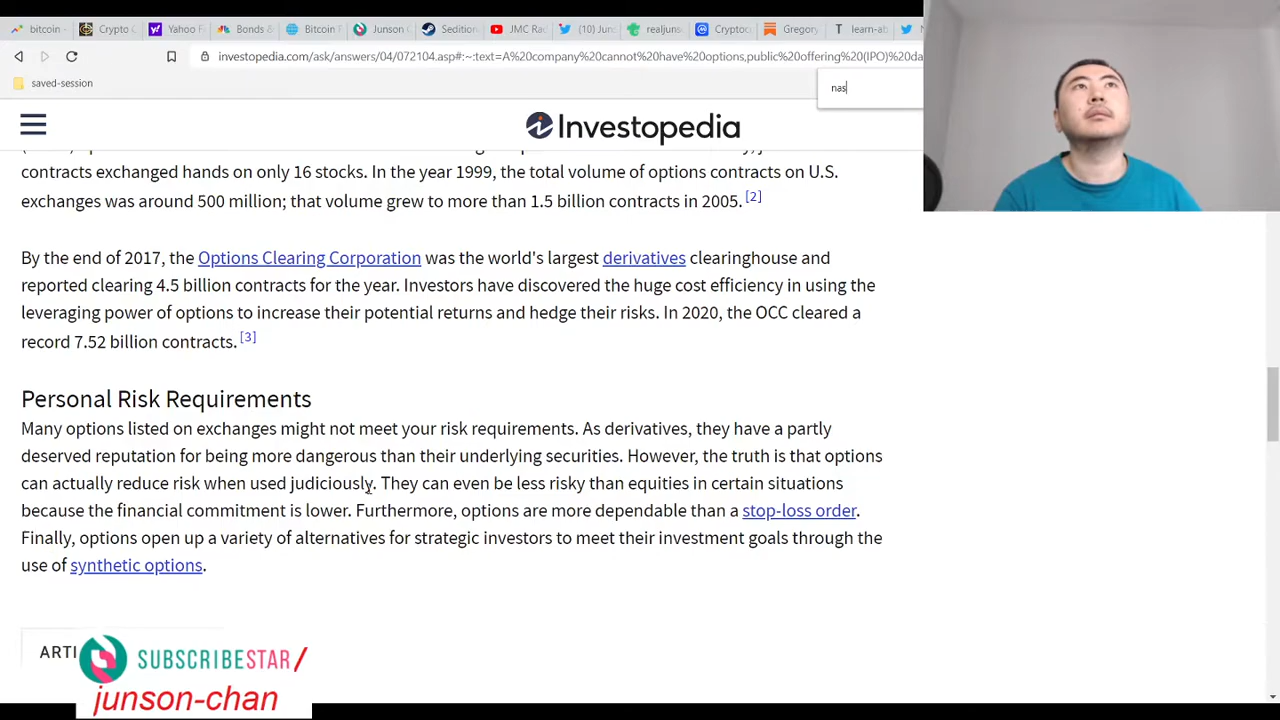 bitcoin
Crypto C
Yahoo F
Bonds &
Bitcoin P
Junson C
Sedition
JMC Rad
(10) Jun
realjuns
Cryptoc
Gregory
learn-ab
investopedia.com/ask/answers/04/072104.asp#:~:text=A%20company%20cannot%20have%20options,public%20offering%20(IPO)%20da
saved-session
nas
Investopedia
contracts exchanged hands on only 16 stocks. In the year 1999, the total volume of options contracts on U.S.
exchanges was around 500 million; that volume grew to more than 1.5 billion contracts in 2005. [2]
By the end of 2017, the Options Clearing Corporation was the world's largest derivatives clearinghouse and
reported clearing 4.5 billion contracts for the year. Investors have discovered the huge cost efficiency in using the
leveraging power of options to increase their potential returns and hedge their risks. In 2020, the OCC cleared a
record 7.52 billion contracts. [3]
Personal Risk Requirements
Many options listed on exchanges might not meet your risk requirements. As derivatives, they have a partly
deserved reputation for being more dangerous than their underlying securities. However, the truth is that options
can actually reduce risk when used judiciously. They can even be less risky than equities in certain situations
because the financial commitment is lower. Furthermore, options are more dependable than a stop-loss order.
Finally, options open up a variety of alternatives for strategic investors to meet their investment goals through the
use of synthetic options.
ARTI
SUBSCRIBESTAR/
junson-chan